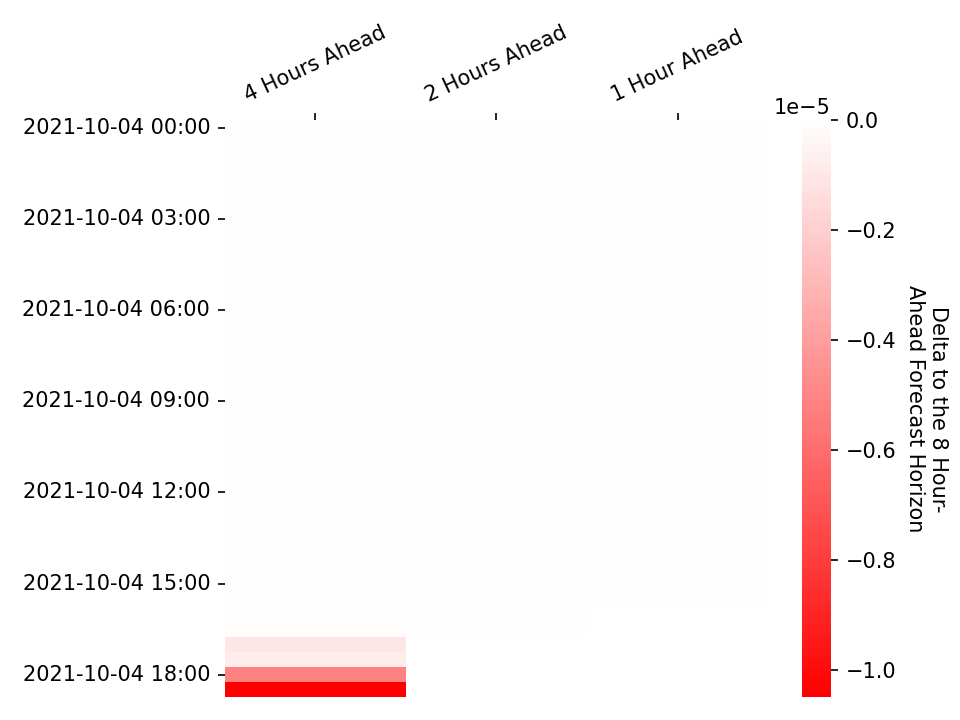 4 Hours Ahead
2 Hours Ahead
1 Hour Ahead
1e−5
2021-10-04 00:00
2021-10-04 03:00
2021-10-04 06:00
2021-10-04 09:00
2021-10-04 12:00
2021-10-04 15:00
2021-10-04 18:00
0.0
−0.2
−0.4
−0.6
−0.8
−1.0
Delta to the 8 Hour-
Ahead Forecast Horizon